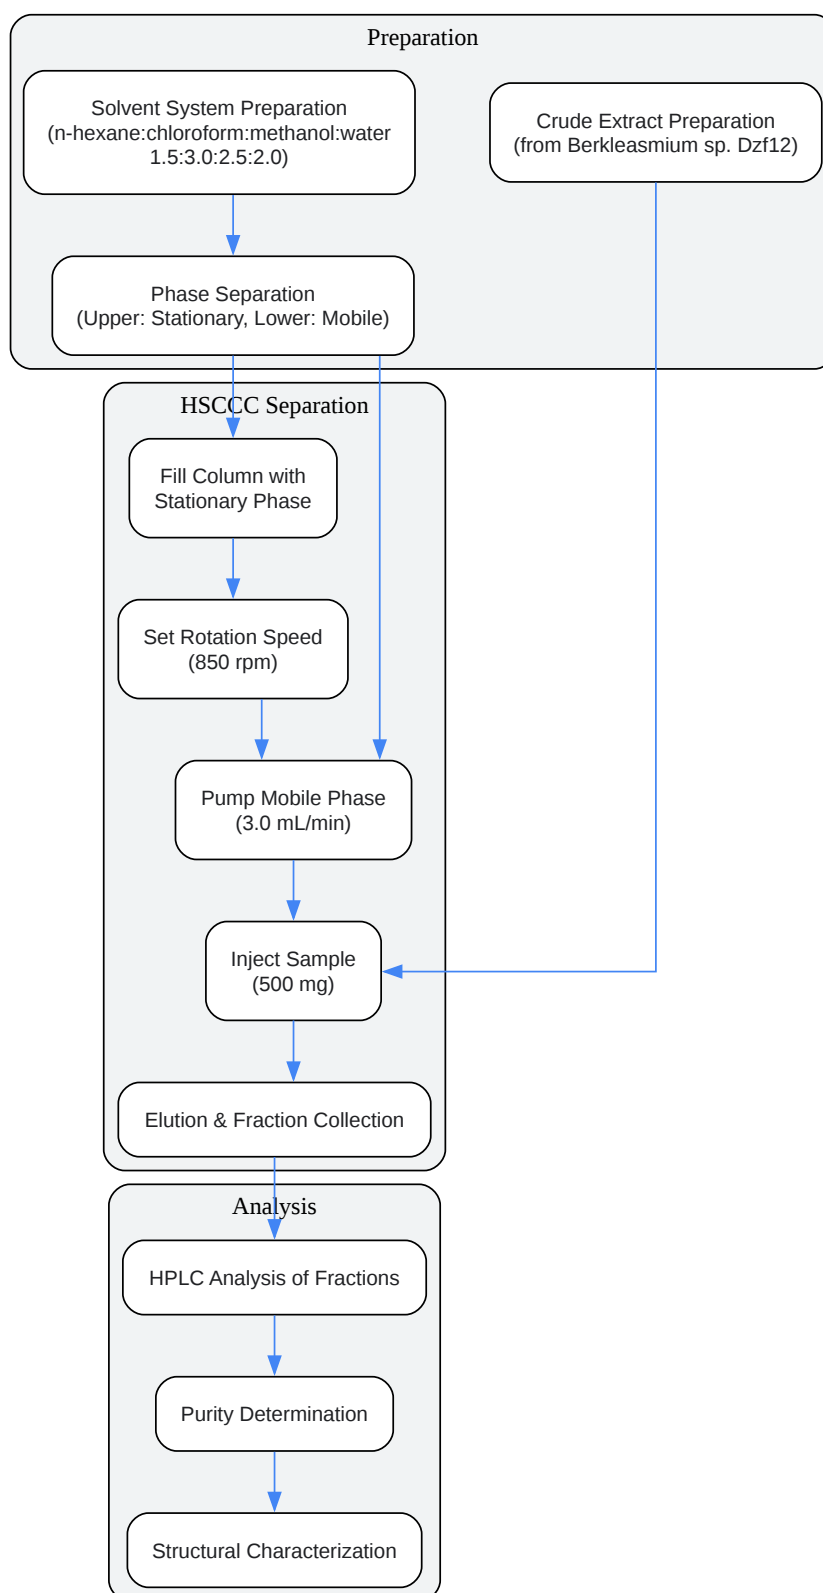 Preparation
Solvent System Preparation
(n-hexane:chloroform:methanol:water
1.5:3.0:2.5:2.0)
Crude Extract Preparation
(from Berkleasmium sp. Dzf12)
Phase Separation
(Upper: Stationary, Lower: Mobile)
HSCCC Separation
Fill Column with
Stationary Phase
Set Rotation Speed
(850 rpm)
Pump Mobile Phase
(3.0 mL/min)
Inject Sample
(500 mg)
Elution & Fraction Collection
Analysis
HPLC Analysis of Fractions
Purity Determination
Structural Characterization